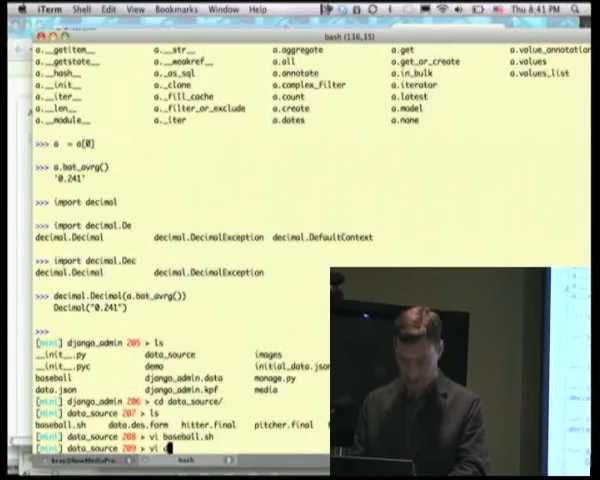 iTerm Shell Edit View Bookmarks Window Help Thu 8:41 PM
bash (136,35)
a.__getitem__ a.__str__ a.aggregate a.get a.value_annotation
a.__getstate__ a.__weakref__ a.all a.get_or_create a.values
a.__hash__ a._as_sql a.annotate a.in_bulk a.values_list
a.__init__ a._clone a.complex_filter a.iterator
a.__iter__ a._fill_cache a.count a.latest
a.__len__ a._filter_or_exclude a.create a.model
a.__module__ a._iter a.dates a.none
>>> a = a[0]
>>> a.bat_avrg()
'0.241'
>>> import decimal
>>> import decimal.De
decimal.Decimal decimal.DecimalException decimal.DefaultContext
>>> import decimal.Dec
decimal.Decimal decimal.DecimalException
>>> decimal.Decimal(a.bat_avrg())
Decimal("0.241")
>>>
[mini] django_admin 205 > ls
__init__.py data_source images
__init__.pyc demo initial_data.json
baseball django_admin.data manage.py
data.json django_admin.kpf media
[mini] django_admin 206 > cd data_source/
[mini] data_source 207 > ls
baseball.sh data.des.form hitter.final pitcher.final
[mini] data_source 208 > vi baseball.sh
[mini] data_source 209 > vi d
bash